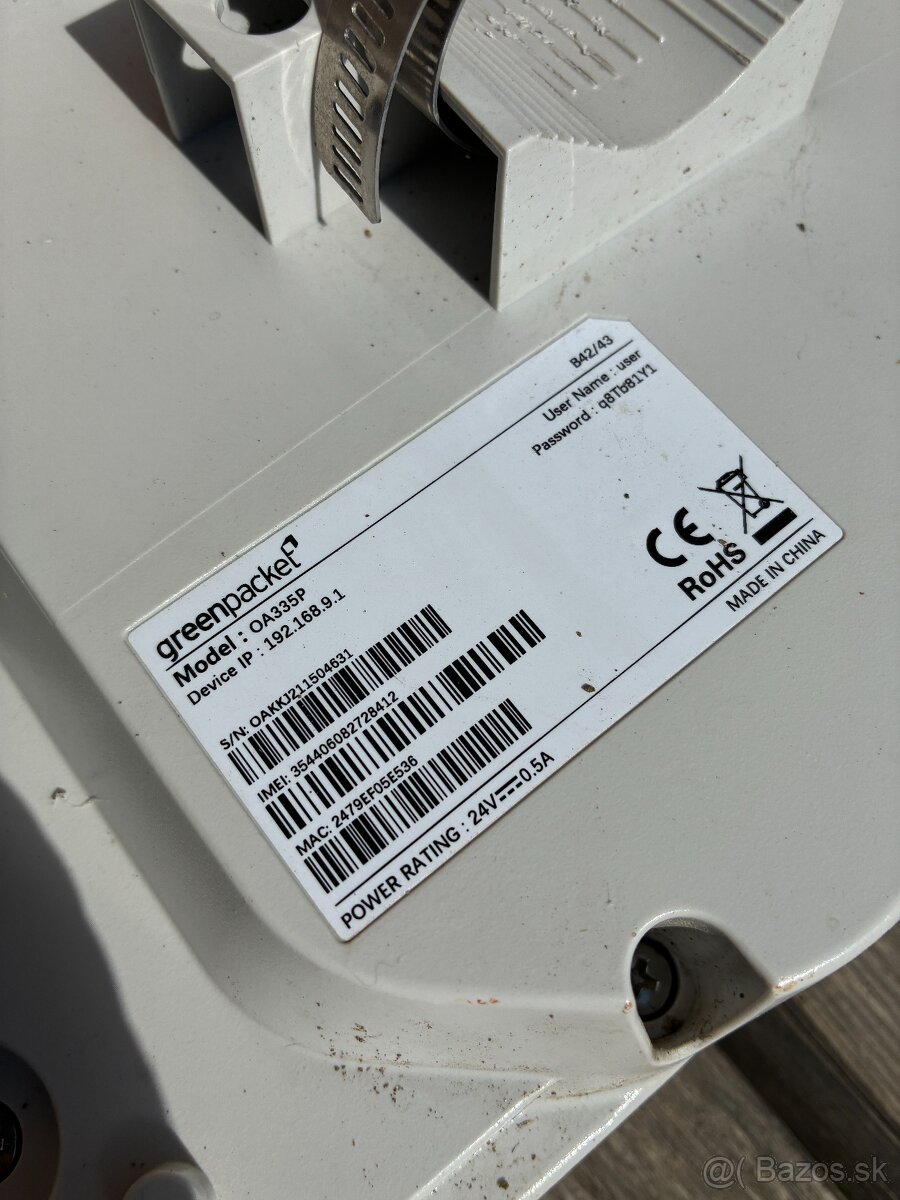 B42/43
User Name : user
Password : q8Tb81Y1
greenpacket
Model : OA335P
Device IP : 192.168.9.1
S/N: OAKKJ211504631
IMEI: 354406082728412
MAC: 2479EF05E536
CE
RoHS
POWER RATING : 24V⎓0.5A
MADE IN CHINA
@( Bazos.sk